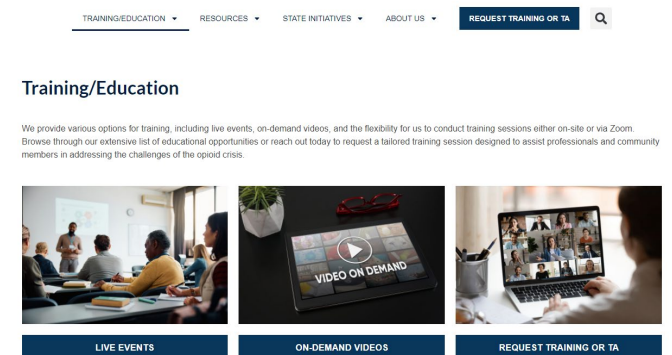 TRAINING/EDUCATION RESOURCES STATE INITIATIVES ABOUT US REQUEST TRAINING OR TA
Training/Education
We provide various options for training, including live events, on-demand videos, and the flexibility for us to conduct training sessions either on-site or via Zoom.
Browse through our extensive list of educational opportunities or reach out today to request a tailored training session designed to assist professionals and community
members in addressing the challenges of the opioid crisis.
VIDEO ON DEMAND
LIVE EVENTS ON-DEMAND VIDEOS REQUEST TRAINING OR TA